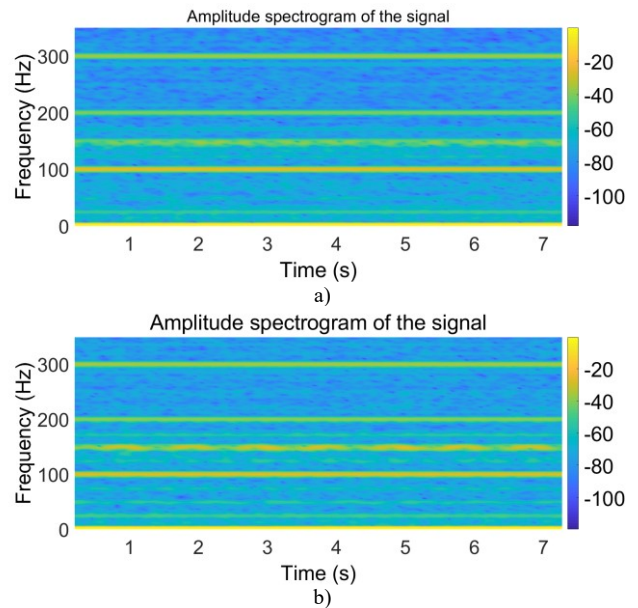 Amplitude spectrogram of the signal
Frequency (Hz)
300
200
100
0
1 2 3 4 5 6 7
Time (s)
-20
-40
-60
-80
-100
a)
Amplitude spectrogram of the signal
Frequency (Hz)
300
200
100
0
1 2 3 4 5 6 7
Time (s)
-20
-40
-60
-80
-100
b)